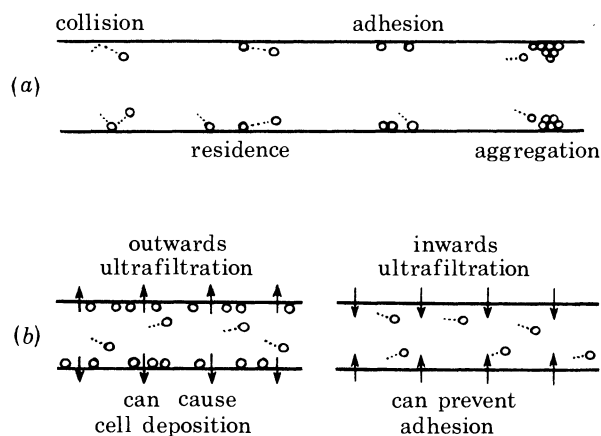 collision
adhesion
(a)
residence
aggregation
outwards
ultrafiltration
inwards
ultrafiltration
(b)
can cause
cell deposition
can prevent
adhesion